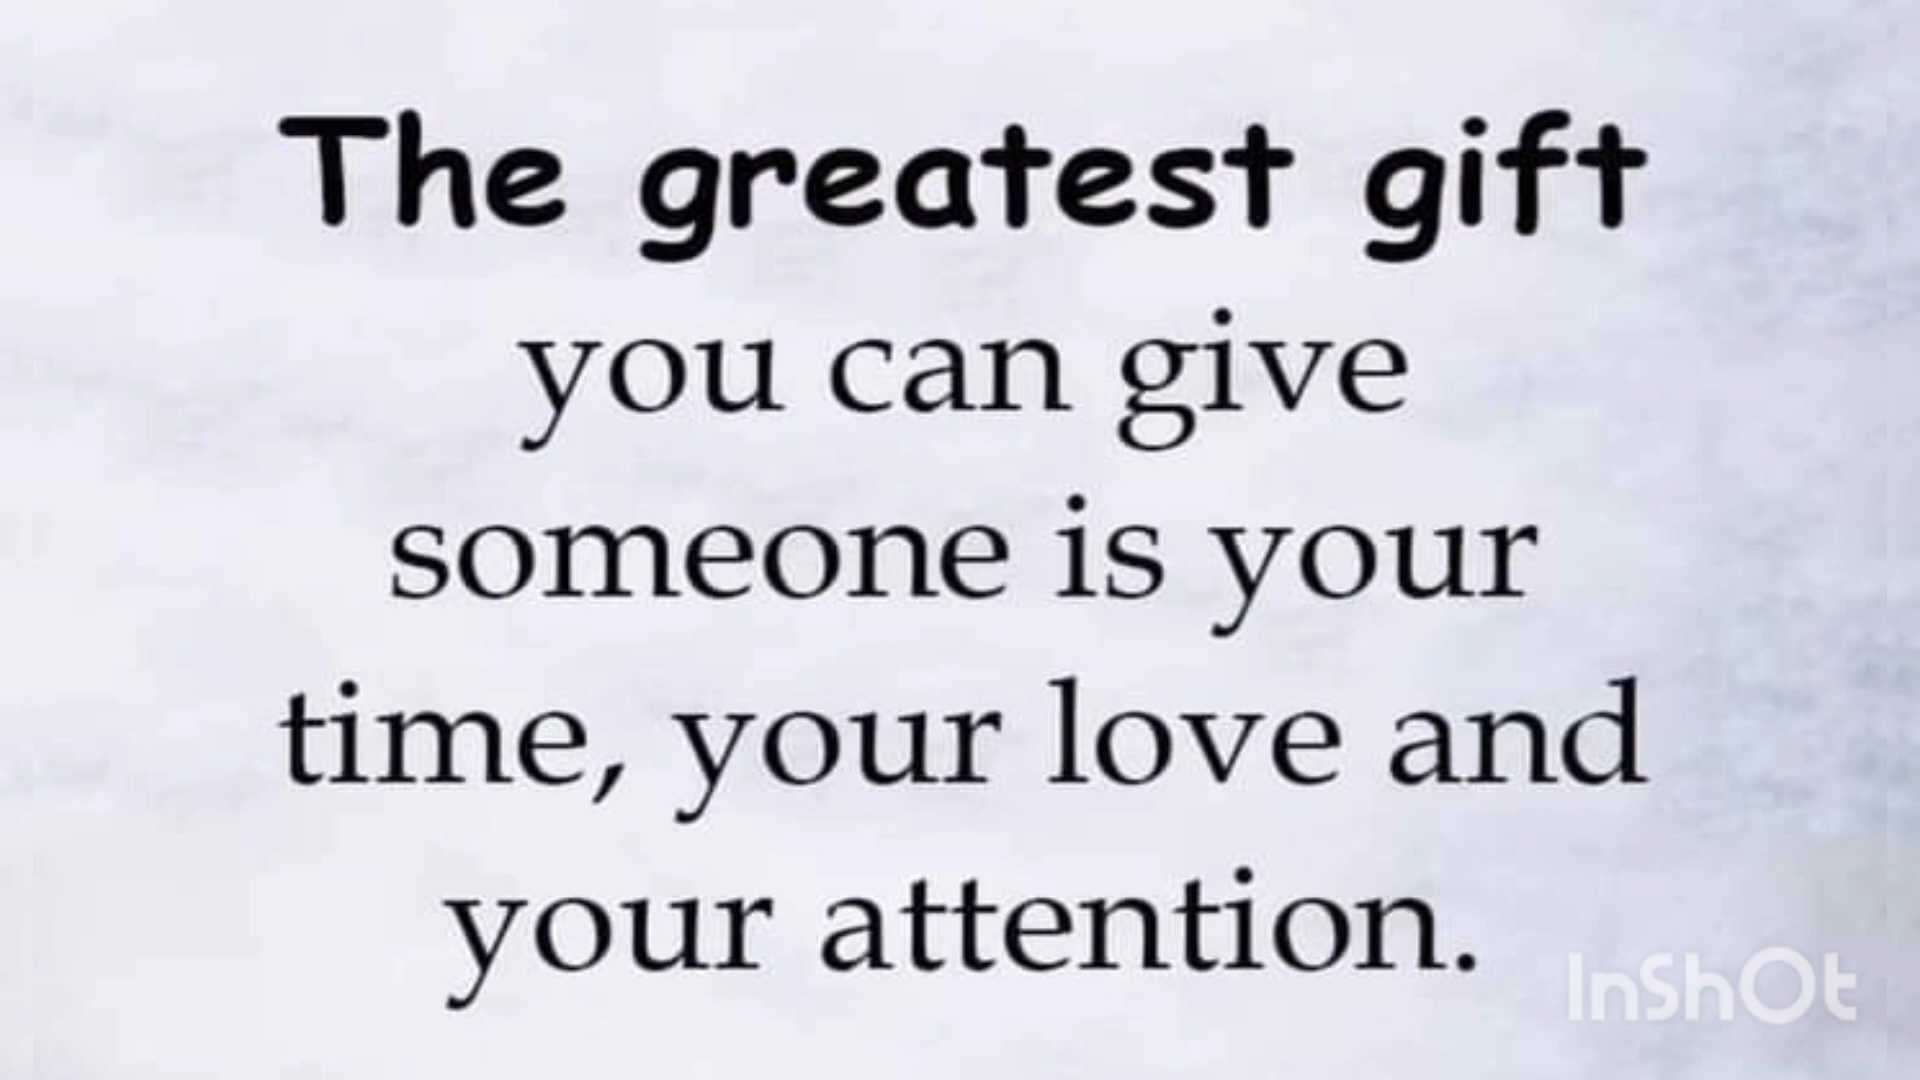 The greatest gift
you can give
someone is your
time, your love and
your attention.
InShOt